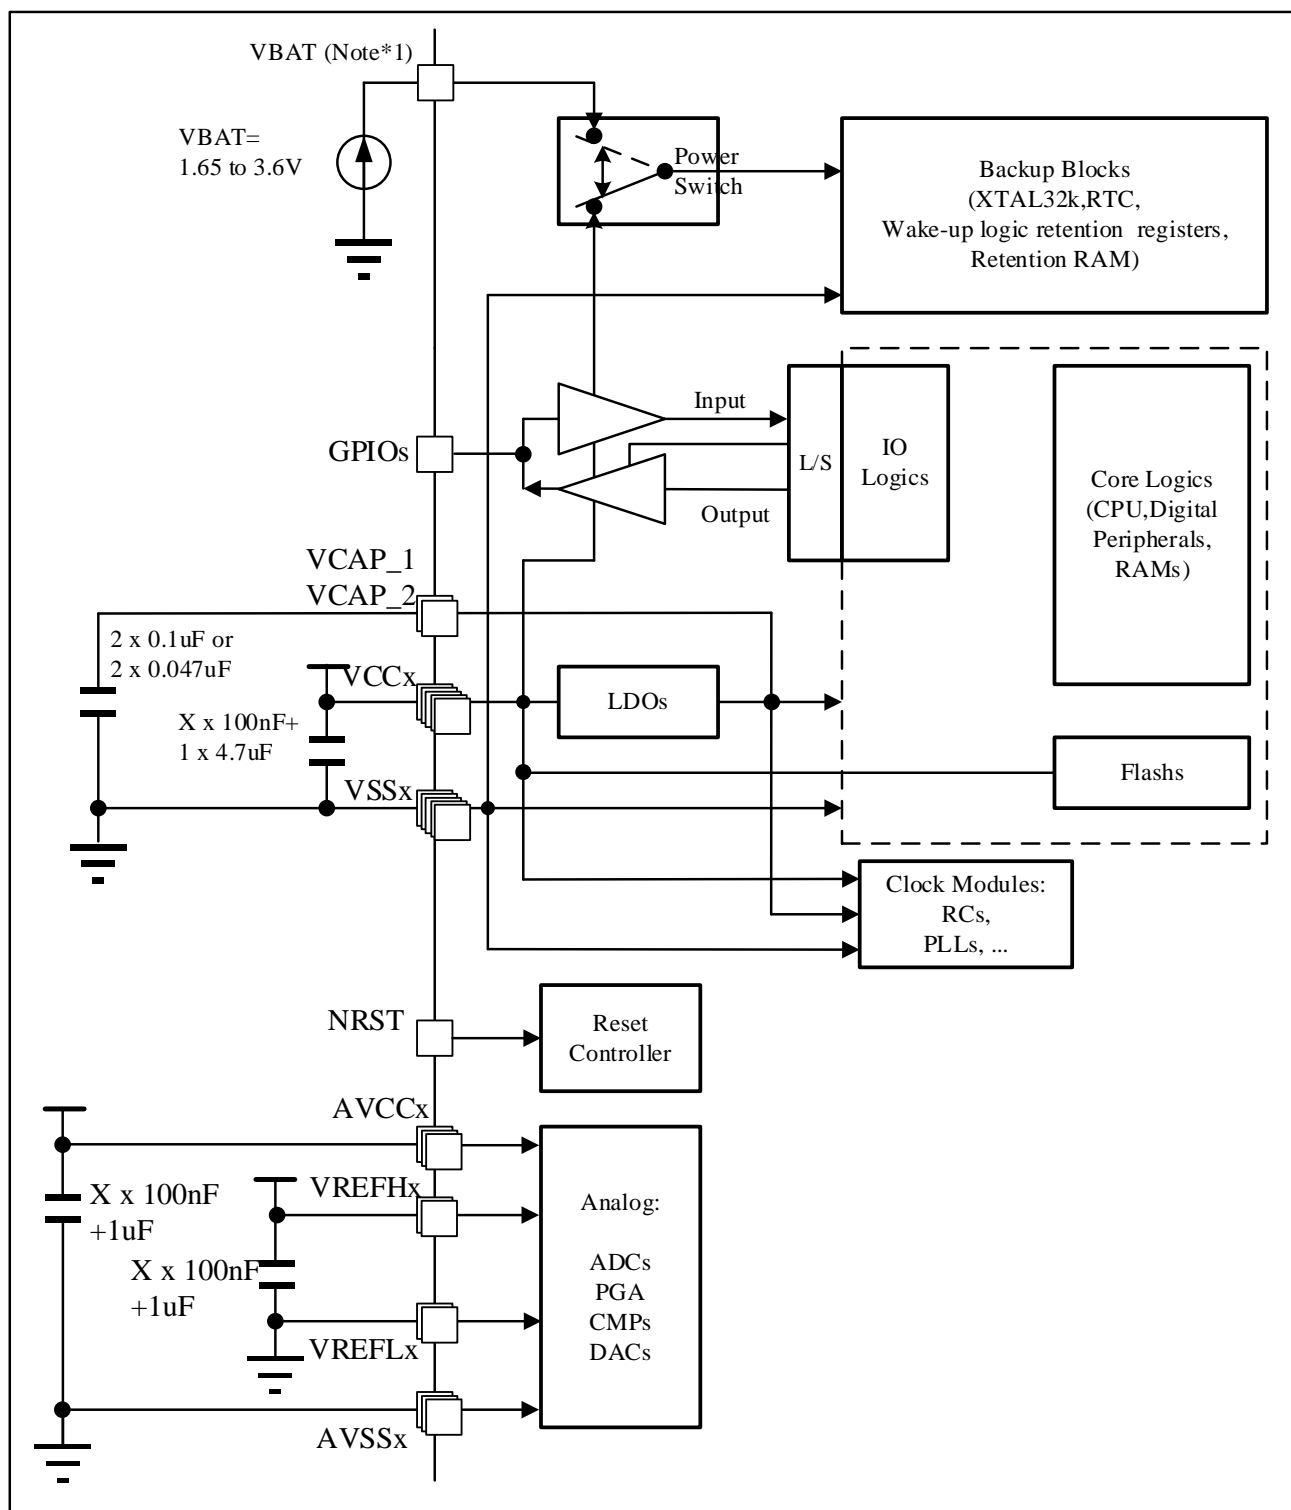 VBAT (Note*1)
VBAT=
1.65 to 3.6V
Power
Switch
Backup Blocks
(XTAL32k,RTC,
Wake-up logic retention registers,
Retention RAM)
Input
GPIOs
L/S
IO
Logics
Output
Core Logics
(CPU,Digital
Peripherals,
RAMs)
VCAP_1
VCAP_2
2 x 0.1uF or
2 x 0.047uF
VCCx
LDOs
X x 100nF+
1 x 4.7uF
VSSx
Flashs
Clock Modules:
RCs,
PLLs, ...
NRST
Reset
Controller
AVCCx
X x 100nF
+1uF
VREFHx
X x 100nF
+1uF
VREFLx
AVSSx
Analog:
ADCs
PGA
CMPs
DACs